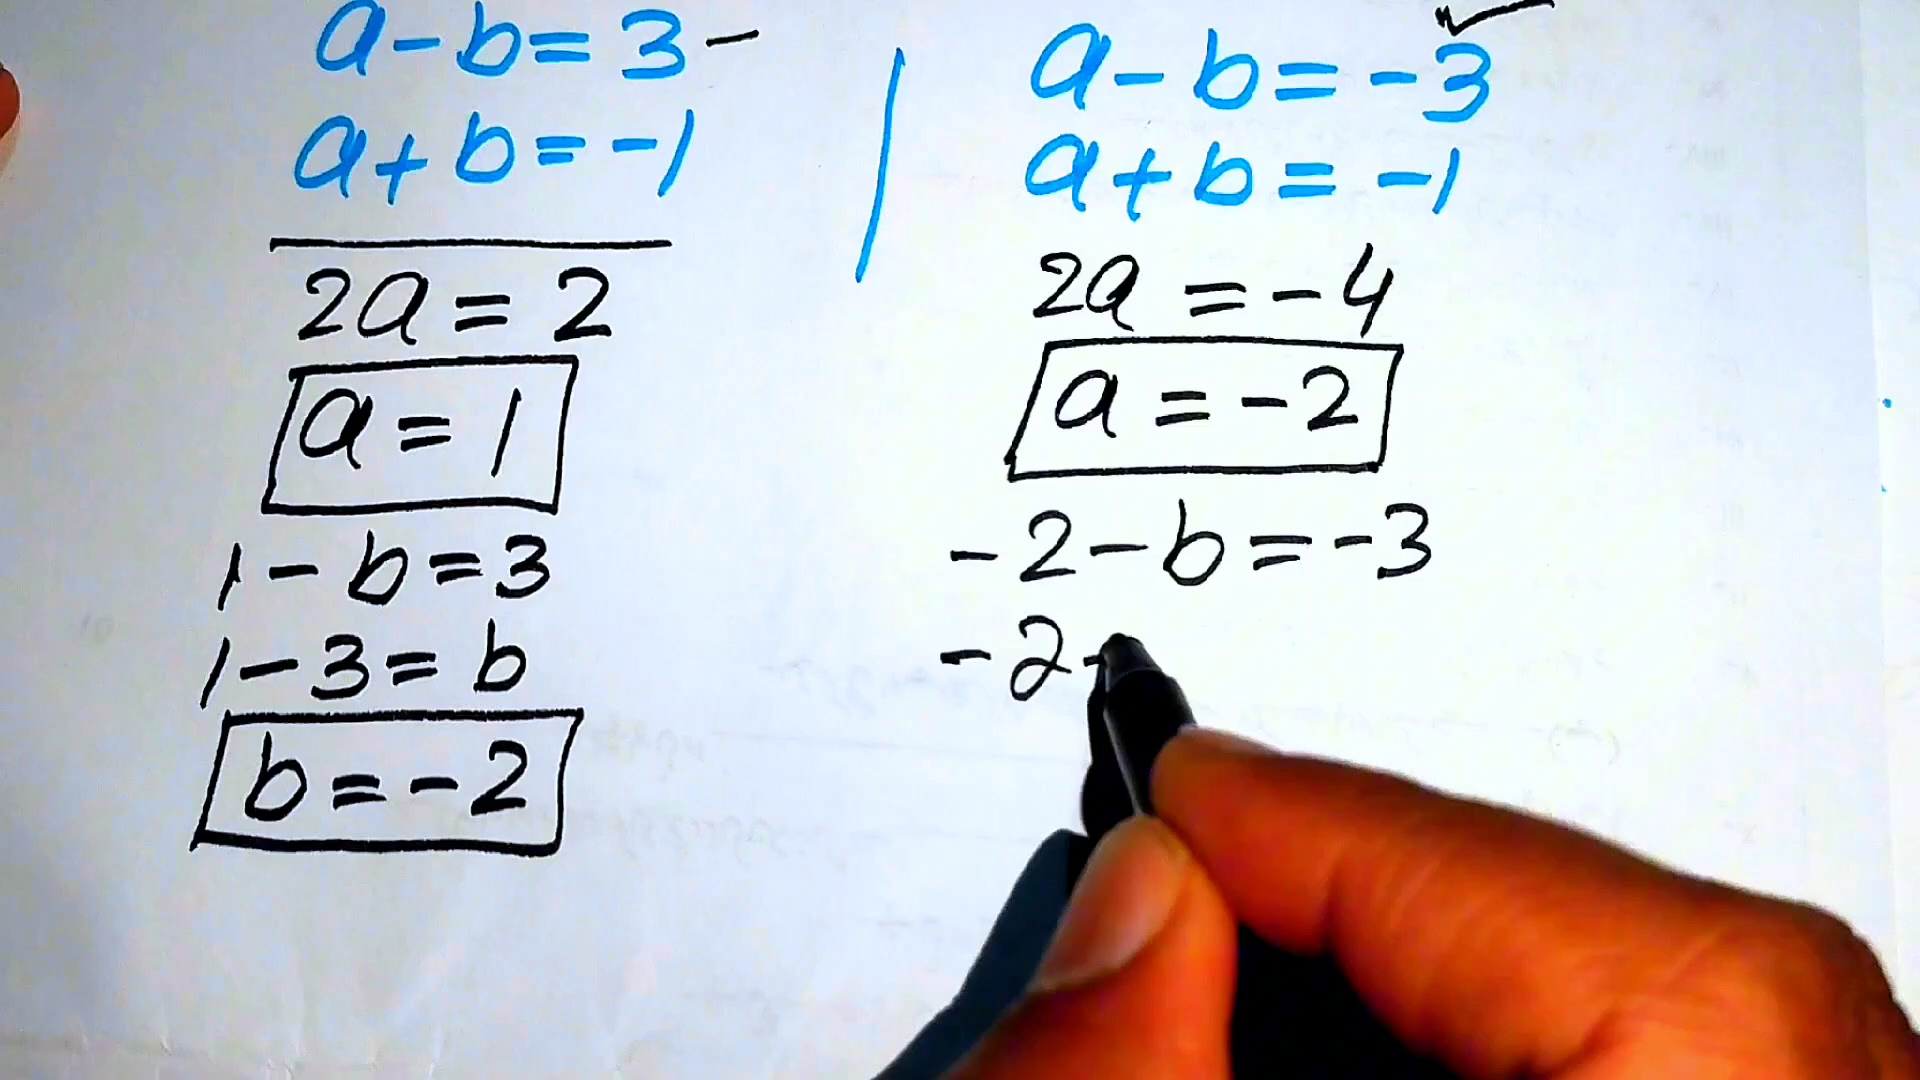 a-b=3-
a+b=-1
2a=2
a=1
1-b=3
1-3=b
b=-2
a-b=-3
a+b=-1
2a=-4
a=-2
-2-b=-3
-2